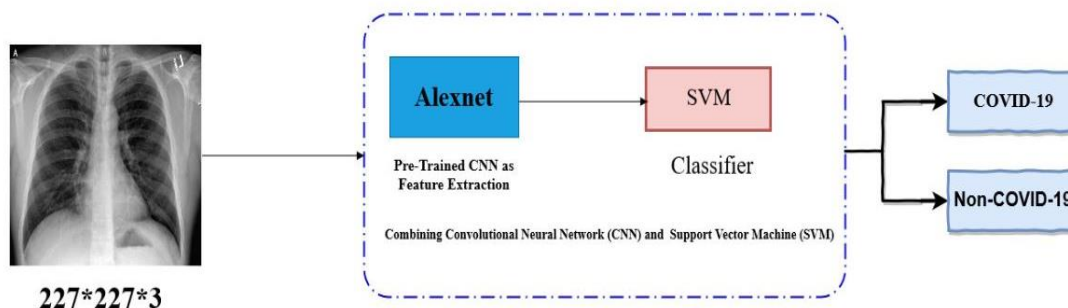 A
227*227*3
Alexnet
Pre-Trained CNN as
Feature Extraction
SVM
Classifier
Combining Convolutional Neural Network (CNN) and Support Vector Machine (SVM)
COVID-19
Non-COVID-19